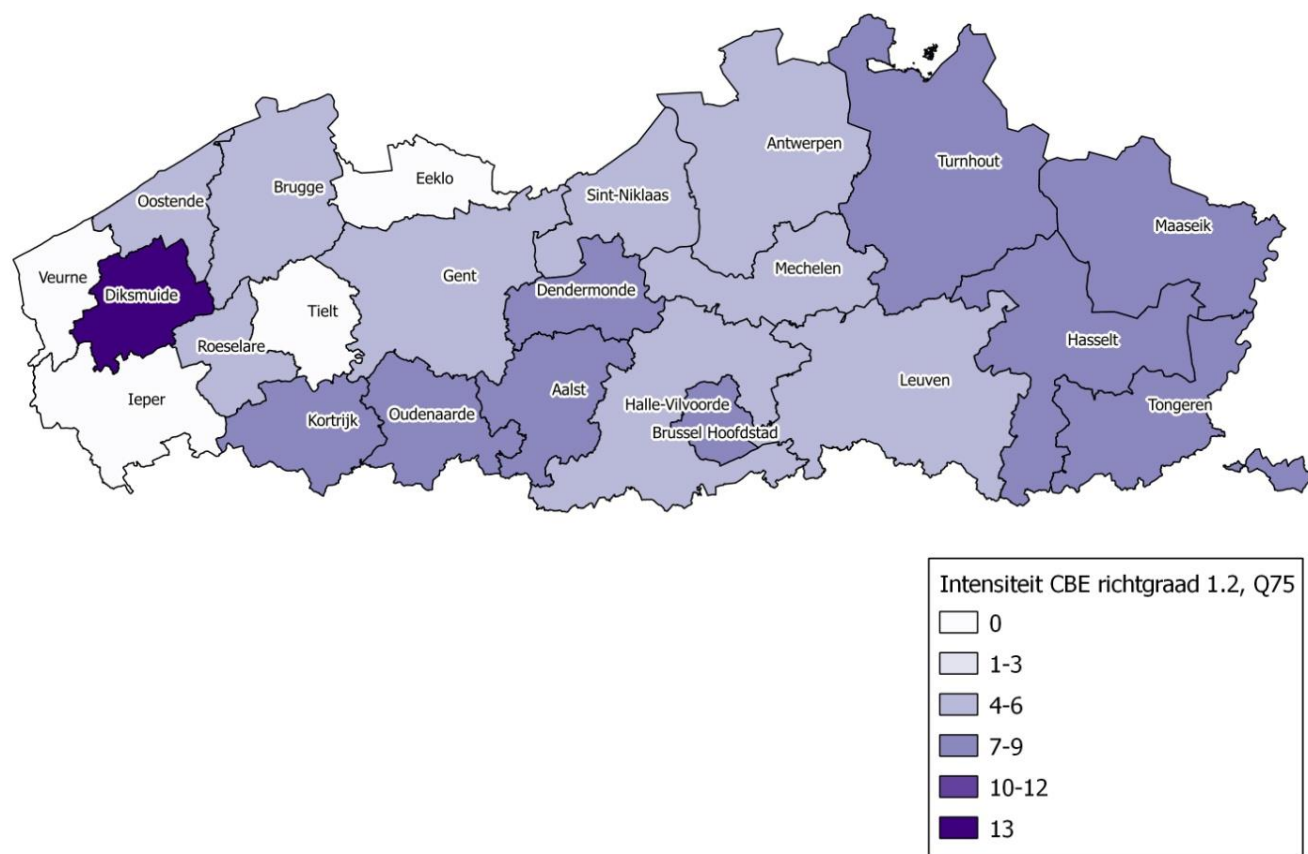 Antwerpen
Turnhout
Brugge
Eeklo
Sint-Niklaas
Oostende
Maaseik
Veurne
Gent
Mechelen
Diksmuide
Dendermonde
Tielt
Roeselare
Hasselt
Ieper
Aalst
Leuven
Kortrijk
Oudenaarde
Halle-Vilvoorde
Tongeren
Brussel Hoofdstad
Intensiteit CBE richtgraad 1.2, Q75
0
1-3
4-6
7-9
10-12
13